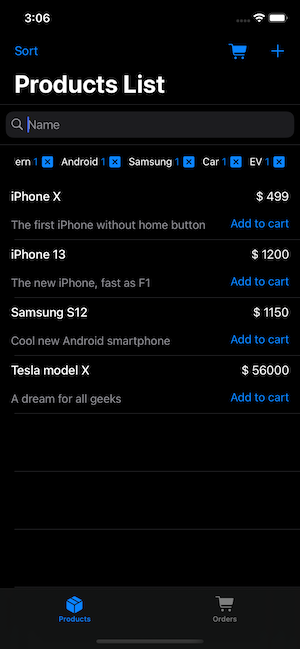 3:06
Sort
Products List
Name
ern 1 Android 1 Samsung 1 Car 1 EV 1
iPhone X $ 499
The first iPhone without home button Add to cart
iPhone 13 $ 1200
The new iPhone, fast as F1 Add to cart
Samsung S12 $ 1150
Cool new Android smartphone Add to cart
Tesla model X $ 56000
A dream for all geeks Add to cart
Products Orders